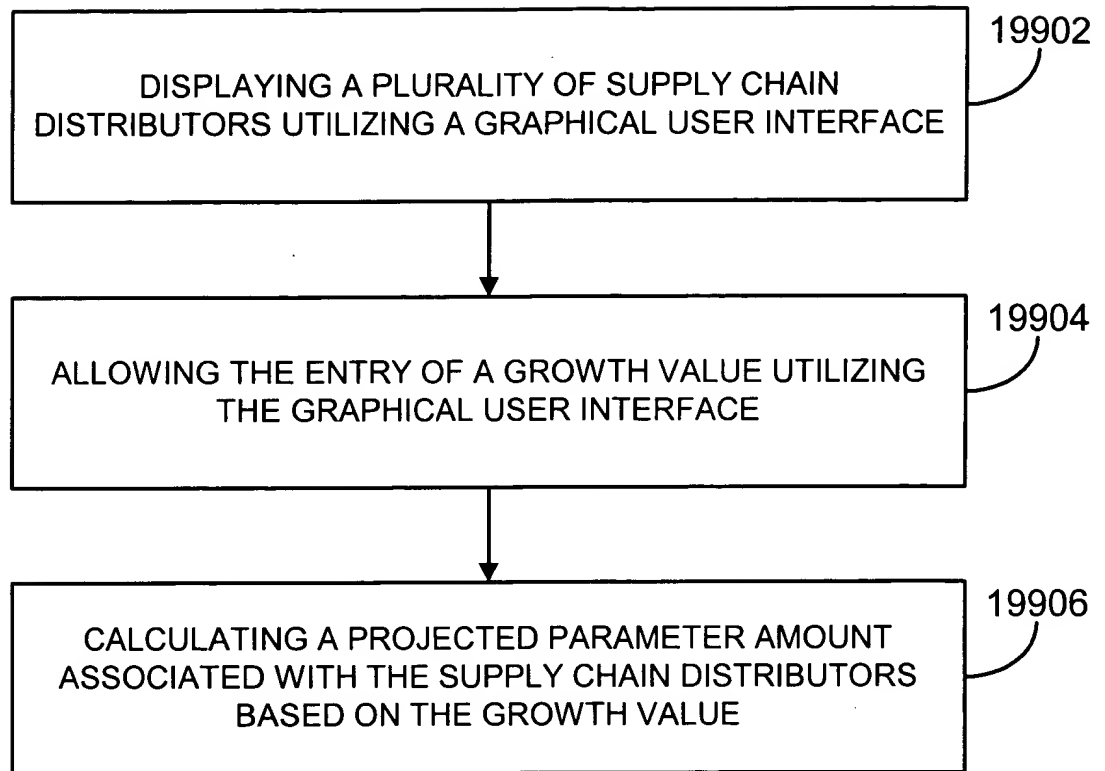 19902
DISPLAYING A PLURALITY OF SUPPLY CHAIN
DISTRIBUTORS UTILIZING A GRAPHICAL USER INTERFACE
19904
ALLOWING THE ENTRY OF A GROWTH VALUE UTILIZING
THE GRAPHICAL USER INTERFACE
19906
CALCULATING A PROJECTED PARAMETER AMOUNT
ASSOCIATED WITH THE SUPPLY CHAIN DISTRIBUTORS
BASED ON THE GROWTH VALUE